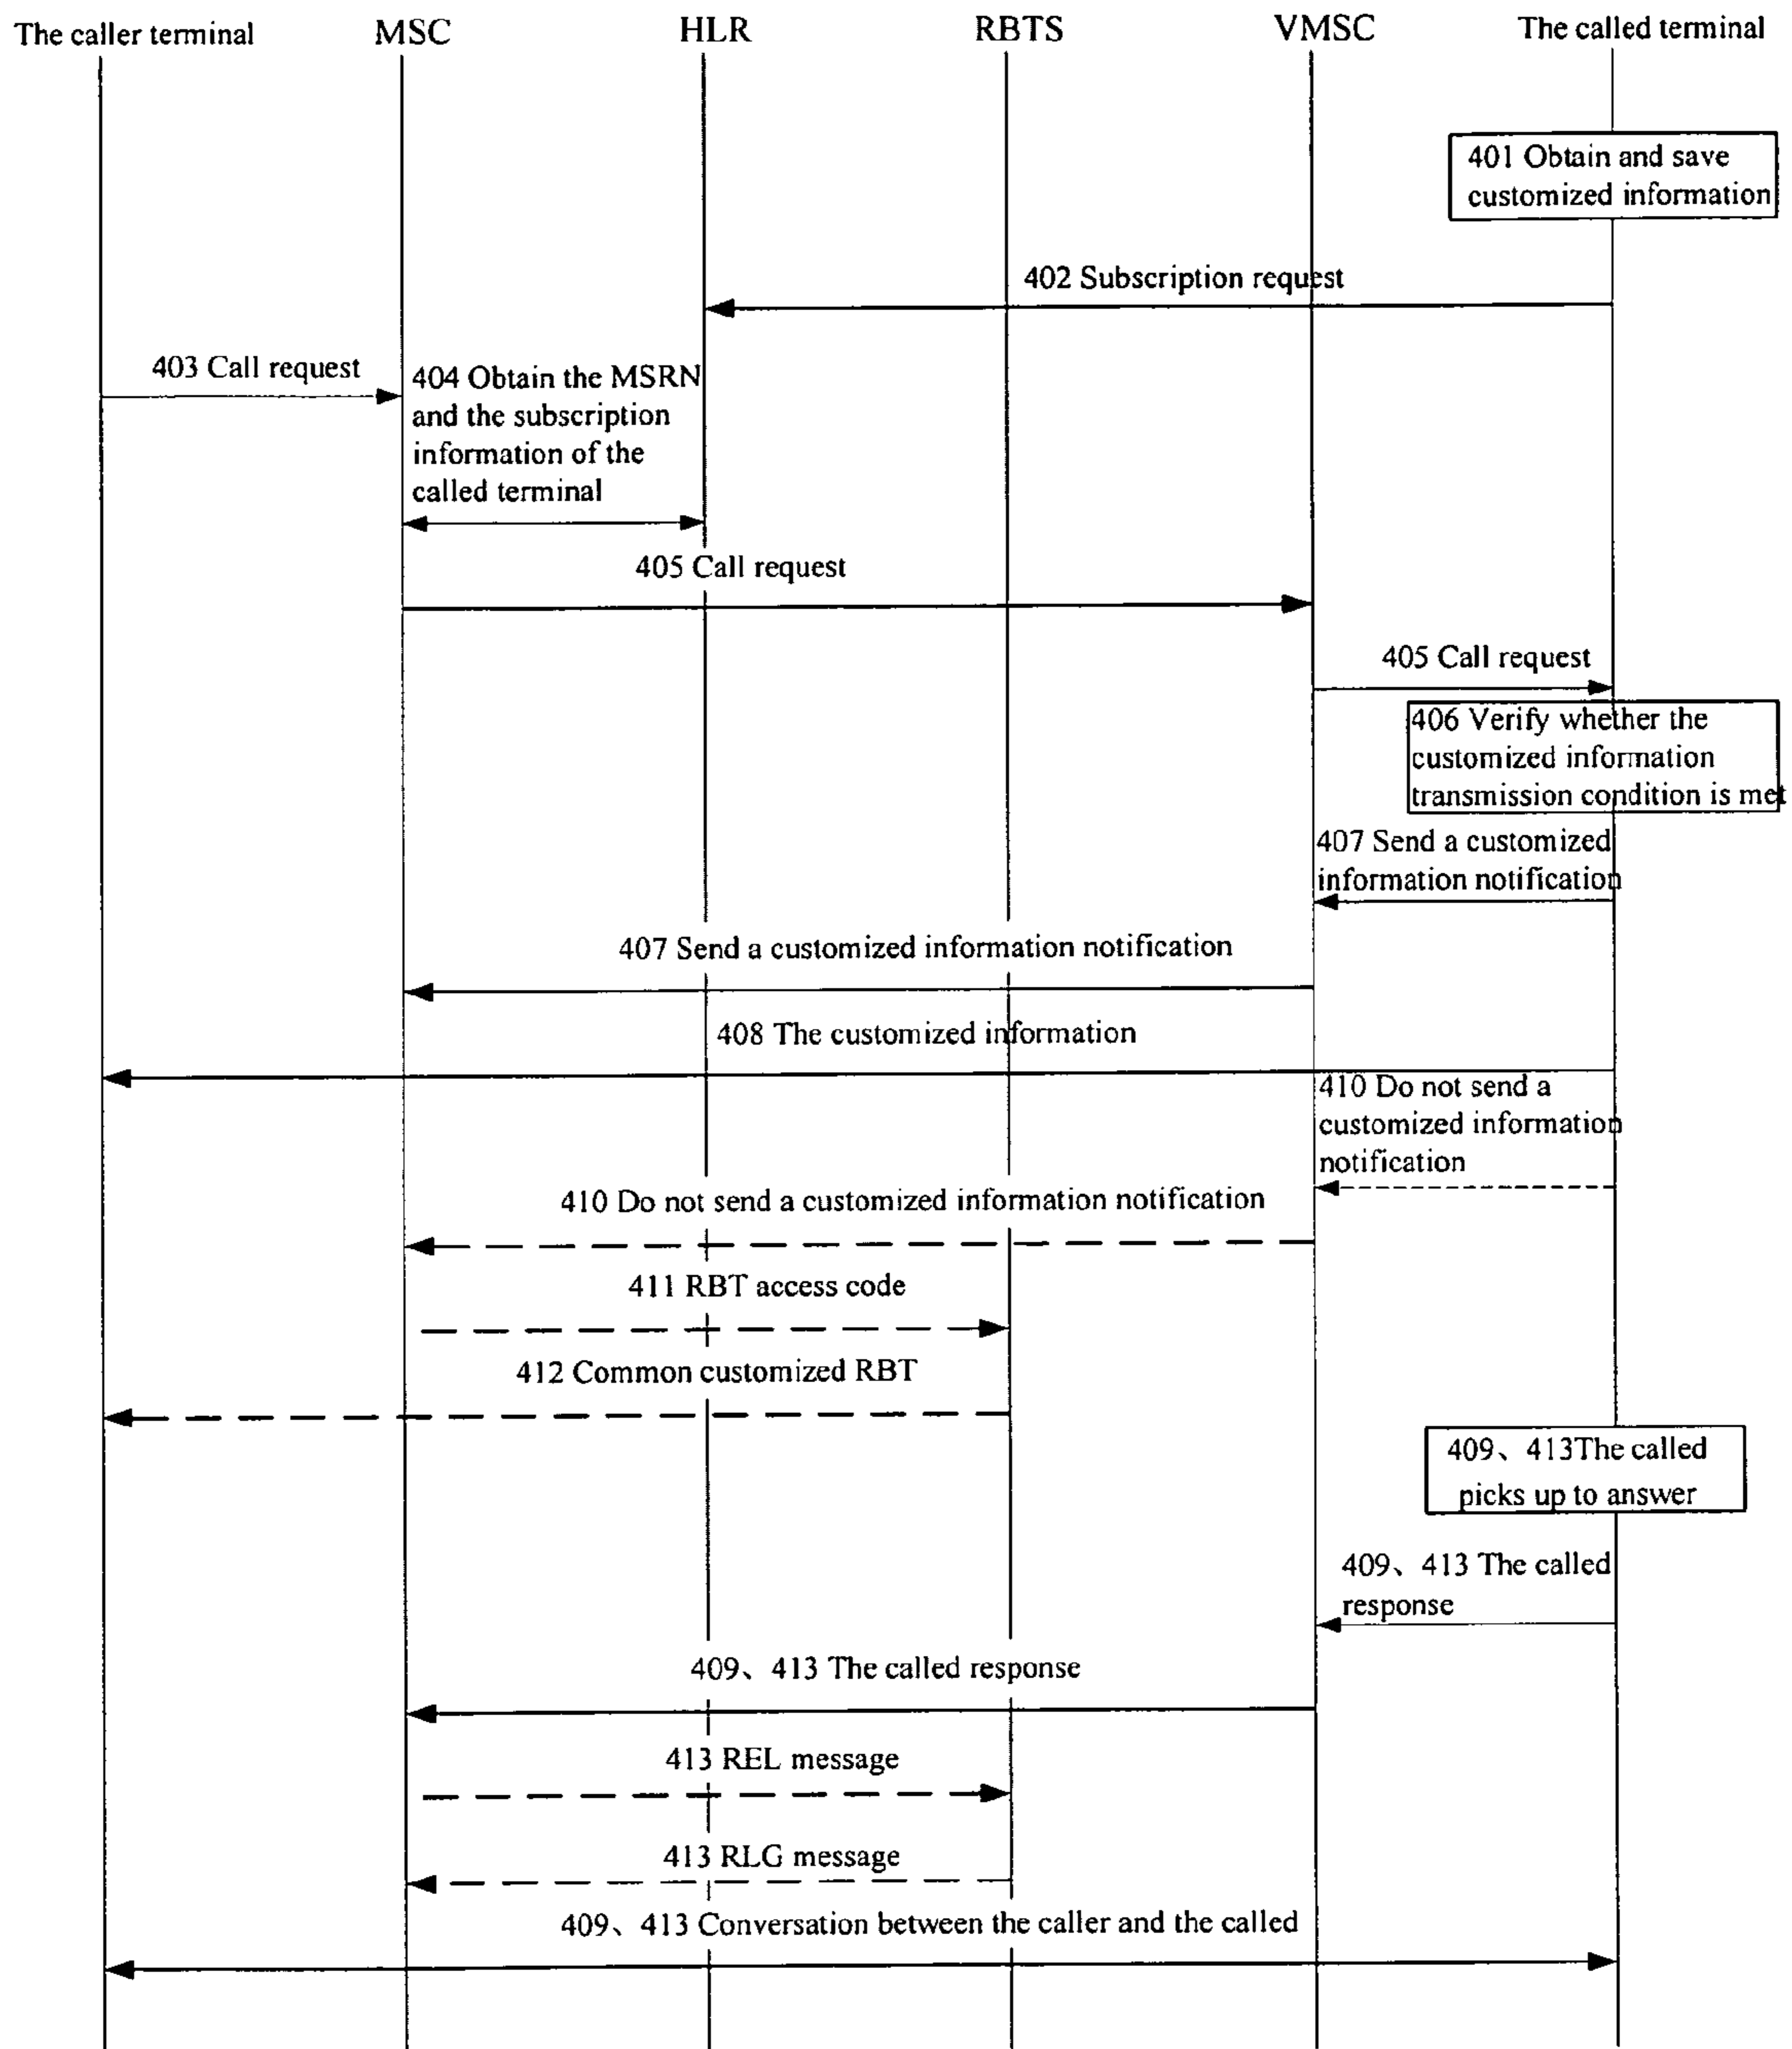 The caller terminal
MSC
HLR
RBTS
VMSC
The called terminal
401 Obtain and save
customized information
402 Subscription request
403 Call request
404 Obtain the MSRN
and the subscription
information of the
called terminal
405 Call request
405 Call request
406 Verify whether the
customized information
transmission condition is met
407 Send a customized
information notification
407 Send a customized information notification
408 The customized information
410 Do not send a
customized information
notification
410 Do not send a customized information notification
411 RBT access code
412 Common customized RBT
409、413The called
picks up to answer
409、413 The called
response
409、413 The called response
413 REL message
413 RLG message
409、413 Conversation between the caller and the called